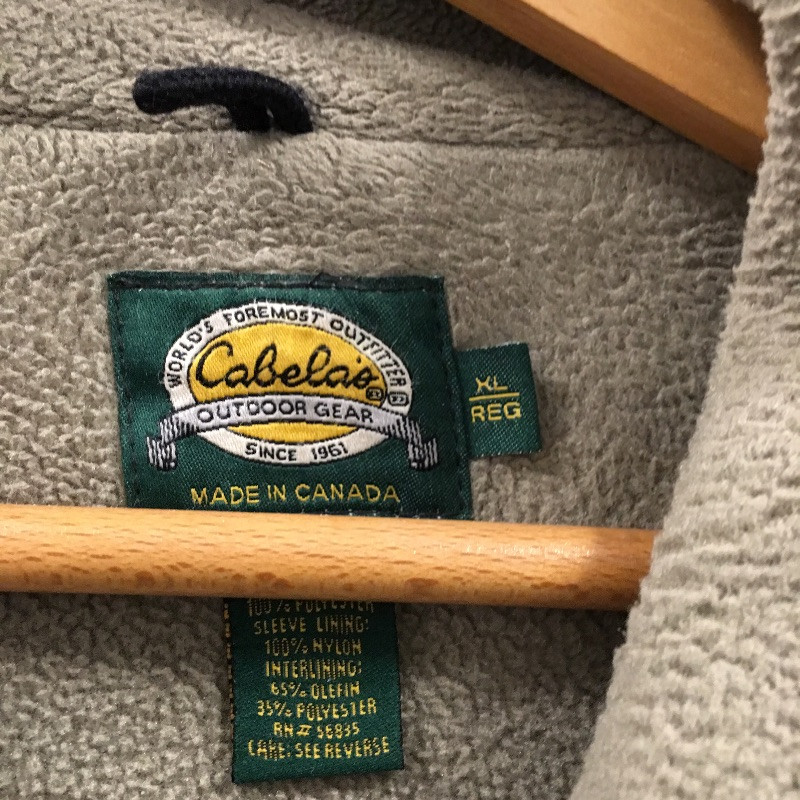 WORLD'S FOREMOST OUTFITTER ®
Cabela's ®
OUTDOOR GEAR
SINCE 1961
MADE IN CANADA
XL
REG
100% POLYESTER
SLEEVE LINING:
100% NYLON
INTERLINING:
65% OLEFIN
35% POLYESTER
RN# 56835
CARE: SEE REVERSE